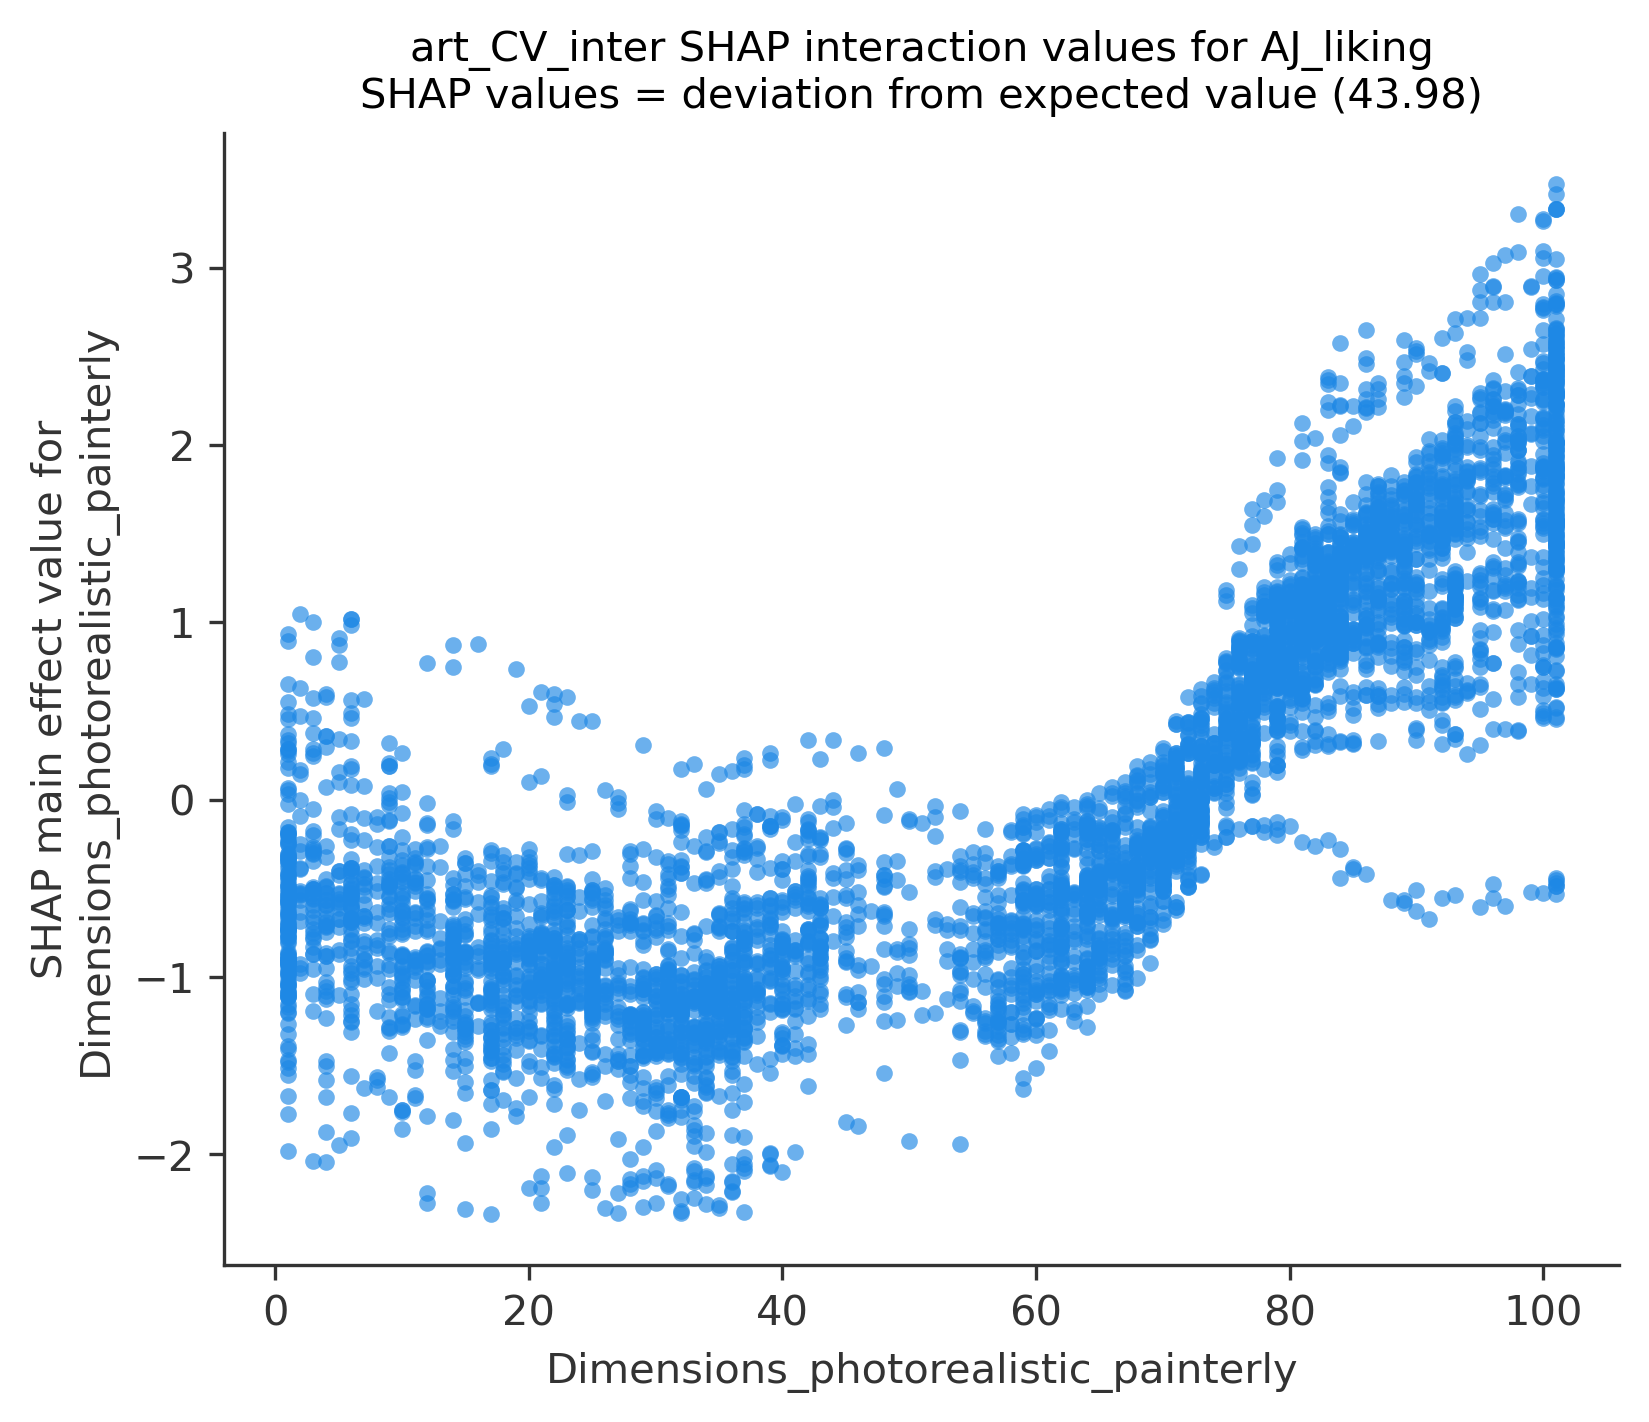 art_CV_inter SHAP interaction values for AJ_liking
SHAP values = deviation from expected value (43.98)
SHAP main effect value for
Dimensions_photorealistic_painterly
3
2
1
0
−1
−2
0 20 40 60 80 100
Dimensions_photorealistic_painterly